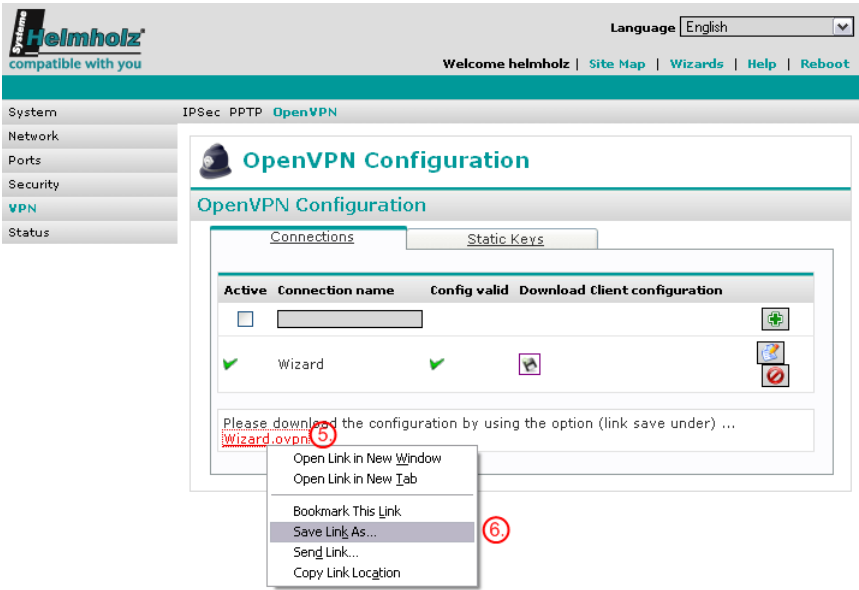 Systeme
Helmholz
compatible with you
Language English
Welcome helmholz | Site Map | Wizards | Help | Reboot
System
Network
Ports
Security
VPN
Status
IPSec PPTP OpenVPN
OpenVPN Configuration
OpenVPN Configuration
Connections Static Keys
Active Connection name Config valid Download Client configuration
Wizard
Please download the configuration by using the option (link save under) ...
Wizard.ovpn 5.
Open Link in New Window
Open Link in New Tab
Bookmark This Link
Save Link As... 6.
Send Link...
Copy Link Location